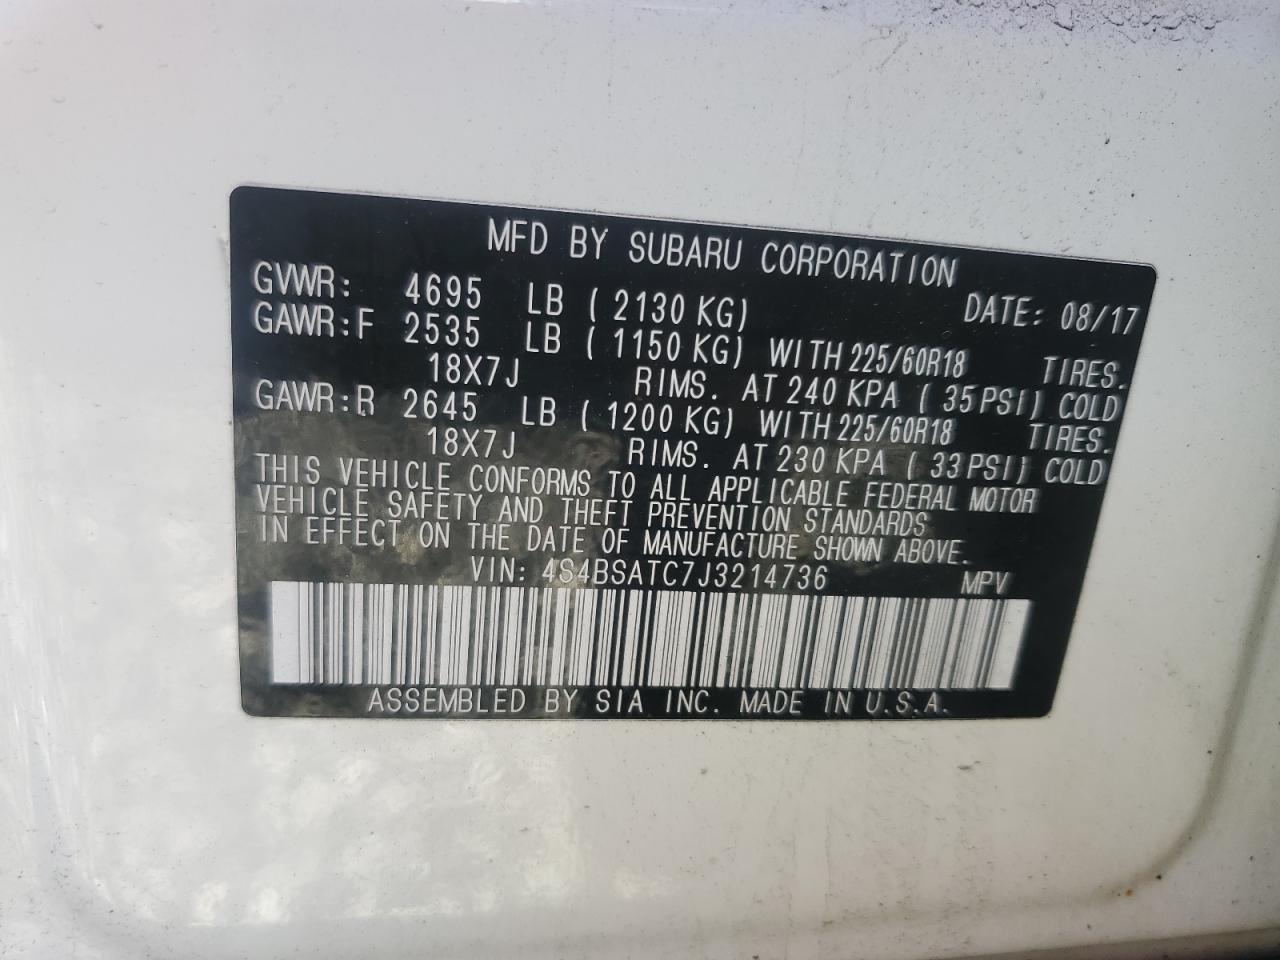 MFD BY SUBARU CORPORATION
GVWR: 4695 LB ( 2130 KG) DATE: 08/17
GAWR:F 2535 LB ( 1150 KG) WITH 225/60R18 TIRES.
18X7J RIMS. AT 240 KPA ( 35 PSI) COLD
GAWR:R 2645 LB ( 1200 KG) WITH 225/60R18 TIRES.
18X7J RIMS. AT 230 KPA ( 33 PSI) COLD
THIS VEHICLE CONFORMS TO ALL APPLICABLE FEDERAL MOTOR
VEHICLE SAFETY AND THEFT PREVENTION STANDARDS
IN EFFECT ON THE DATE OF MANUFACTURE SHOWN ABOVE.
VIN: 4S4BSATC7J3214736 MPV
ASSEMBLED BY SIA INC. MADE IN U.S.A.